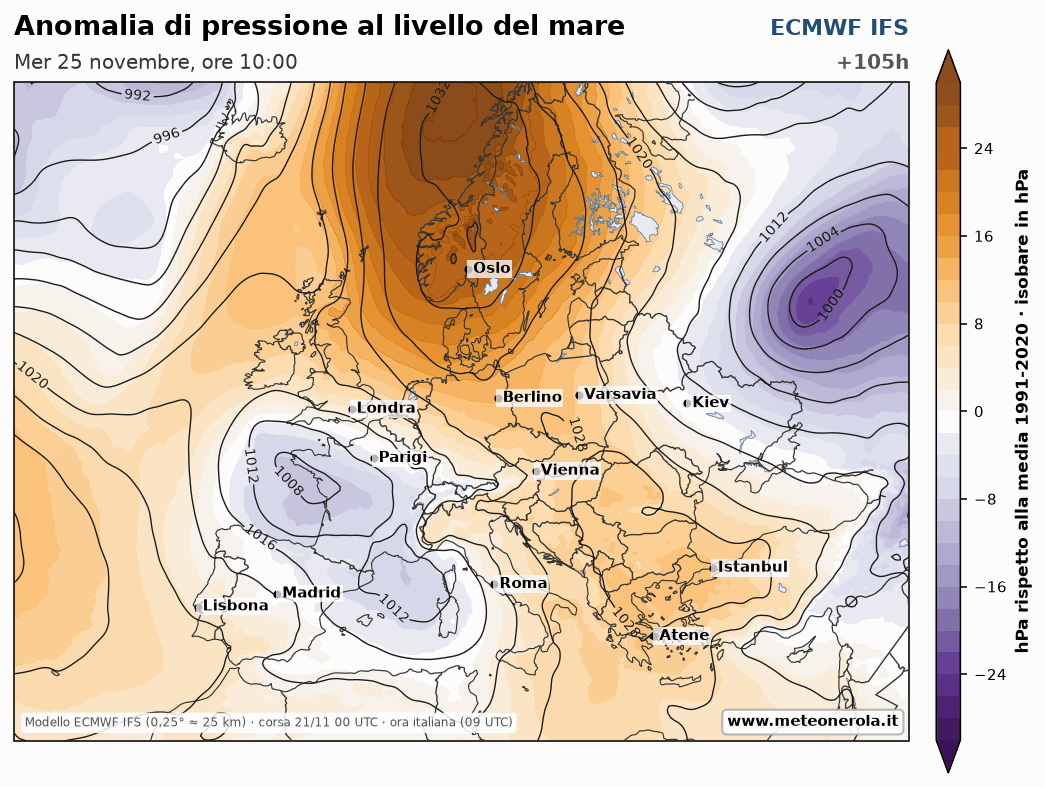 Anomalia di pressione al livello del mare
ECMWF IFS
Mer 25 novembre, ore 10:00
+105h
992
996
1032
1020
1012
1004
1000
Oslo
1020
Londra
Berlino
Varsavia
Kiev
1028
Parigi
Vienna
1012
1008
1016
Madrid
Lisbona
1012
Roma
Istanbul
Atene
24
16
8
0
−8
−16
−24
hPa rispetto alla media 1991-2020 · isobare in hPa
Modello ECMWF IFS (0,25° ≈ 25 km) · corsa 21/11 00 UTC · ora italiana (09 UTC)
www.meteonerola.it